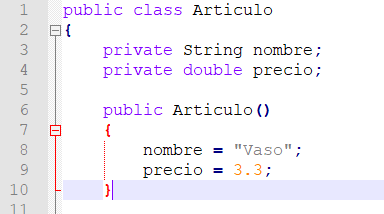 1 public class Articulo
2 {
3 private String nombre;
4 private double precio;
5
6 public Articulo()
7 {
8 nombre = "Vaso";
9 precio = 3.3;
10 }
11